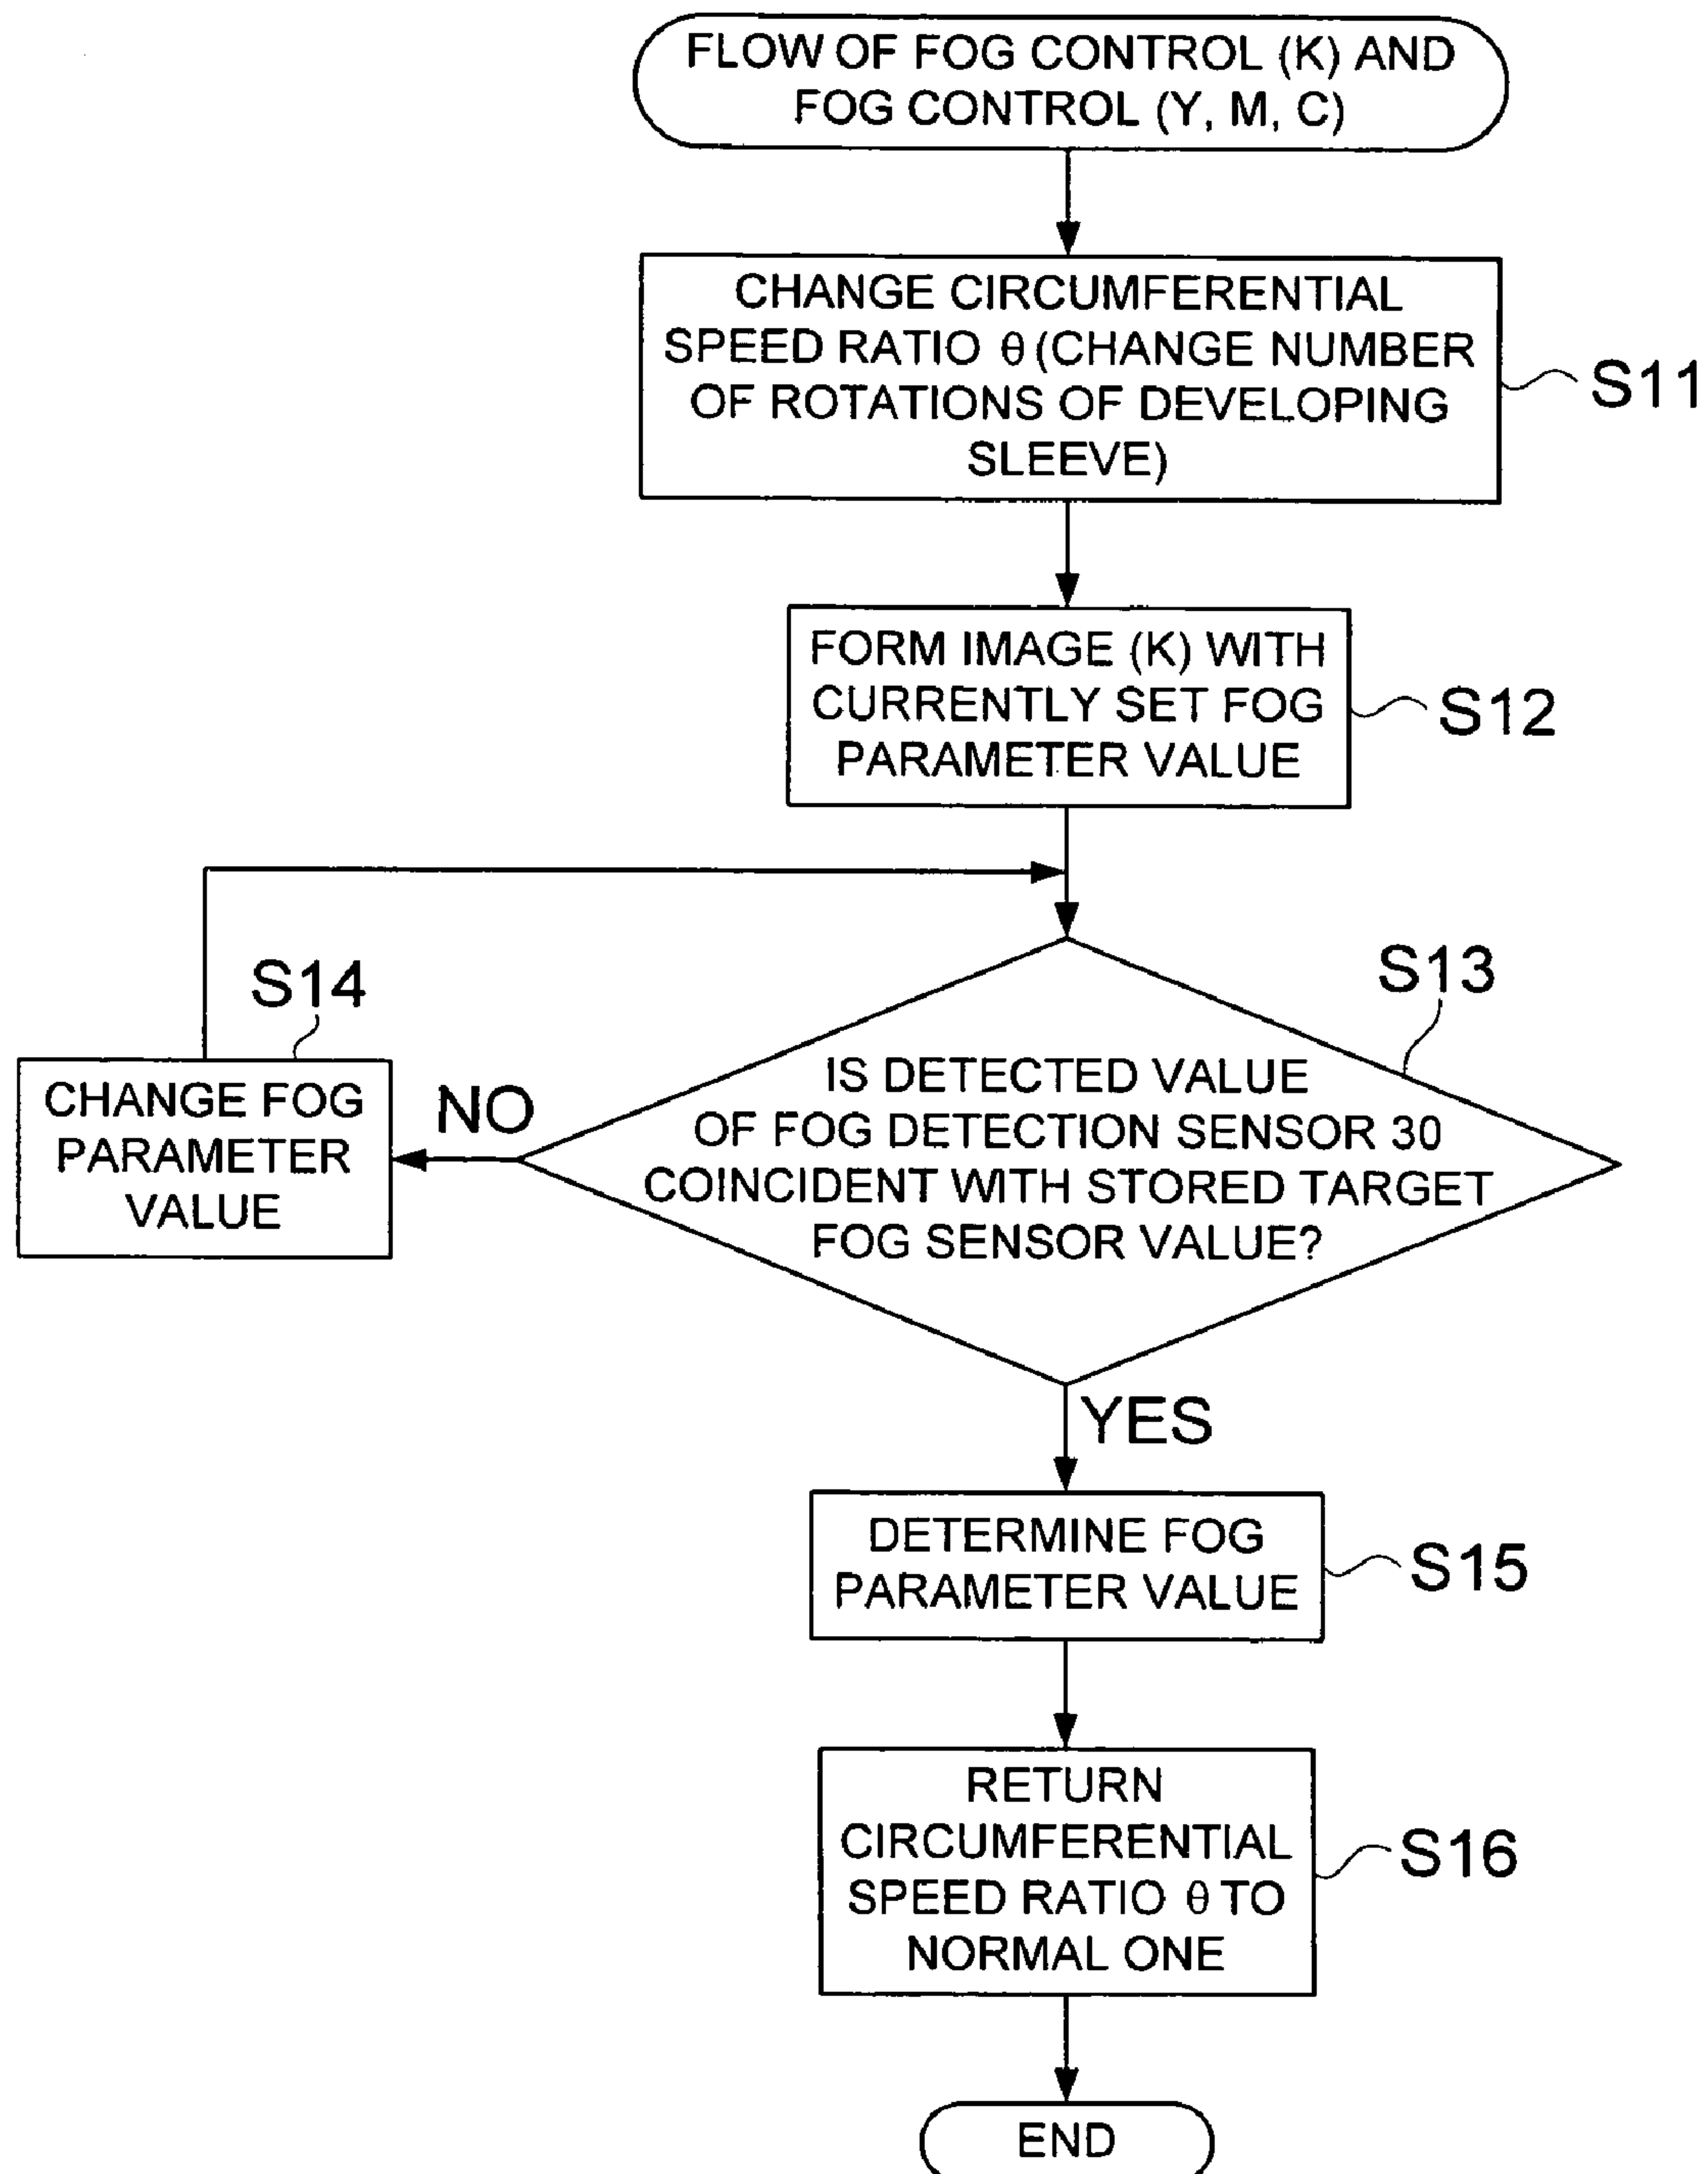 FLOW OF FOG CONTROL (K) AND
FOG CONTROL (Y, M, C)
CHANGE CIRCUMFERENTIAL
SPEED RATIO θ (CHANGE NUMBER
OF ROTATIONS OF DEVELOPING
SLEEVE)
S11
FORM IMAGE (K) WITH
CURRENTLY SET FOG
PARAMETER VALUE
S12
S13
IS DETECTED VALUE
OF FOG DETECTION SENSOR 30
COINCIDENT WITH STORED TARGET
FOG SENSOR VALUE?
NO
S14
CHANGE FOG
PARAMETER
VALUE
YES
DETERMINE FOG
PARAMETER VALUE
S15
RETURN
CIRCUMFERENTIAL
SPEED RATIO θ TO
NORMAL ONE
S16
END